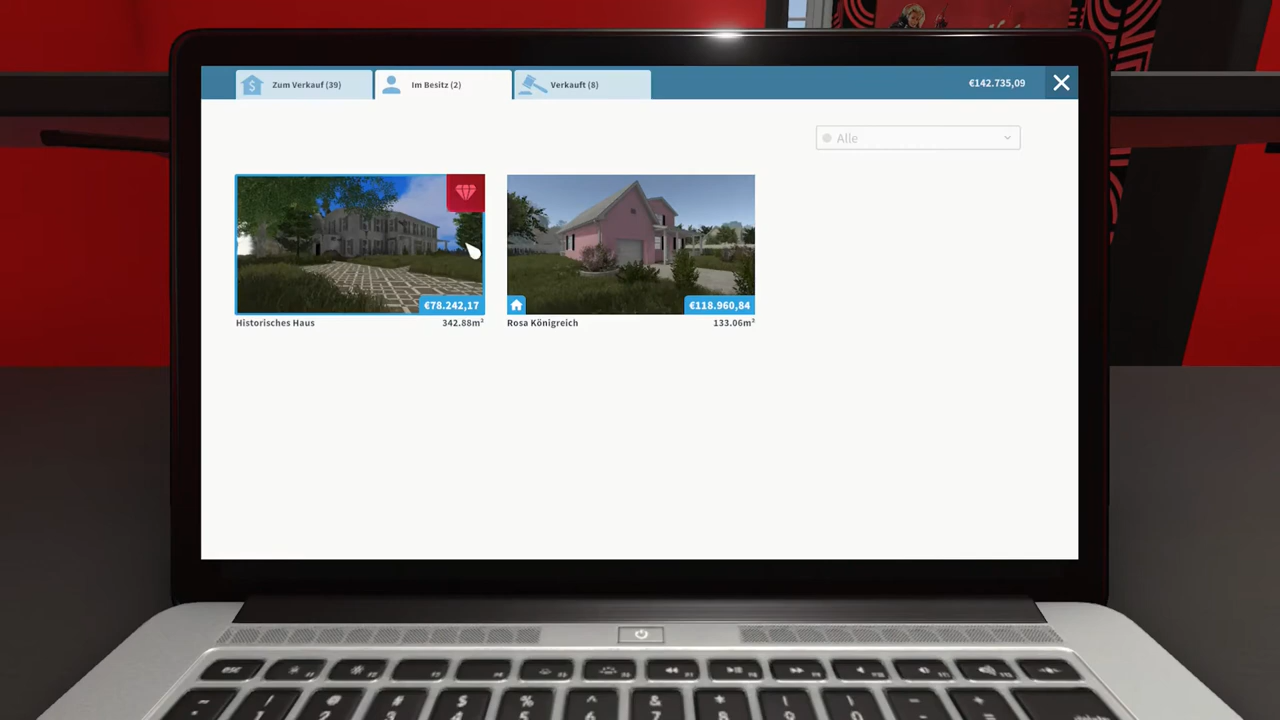 Zum Verkauf (39)
Im Besitz (2)
Verkauft (8)
€142.735,09
Alle
€78.242,17
€118.960,84
Historisches Haus
342.88m²
Rosa Königreich
133.06m²
esc